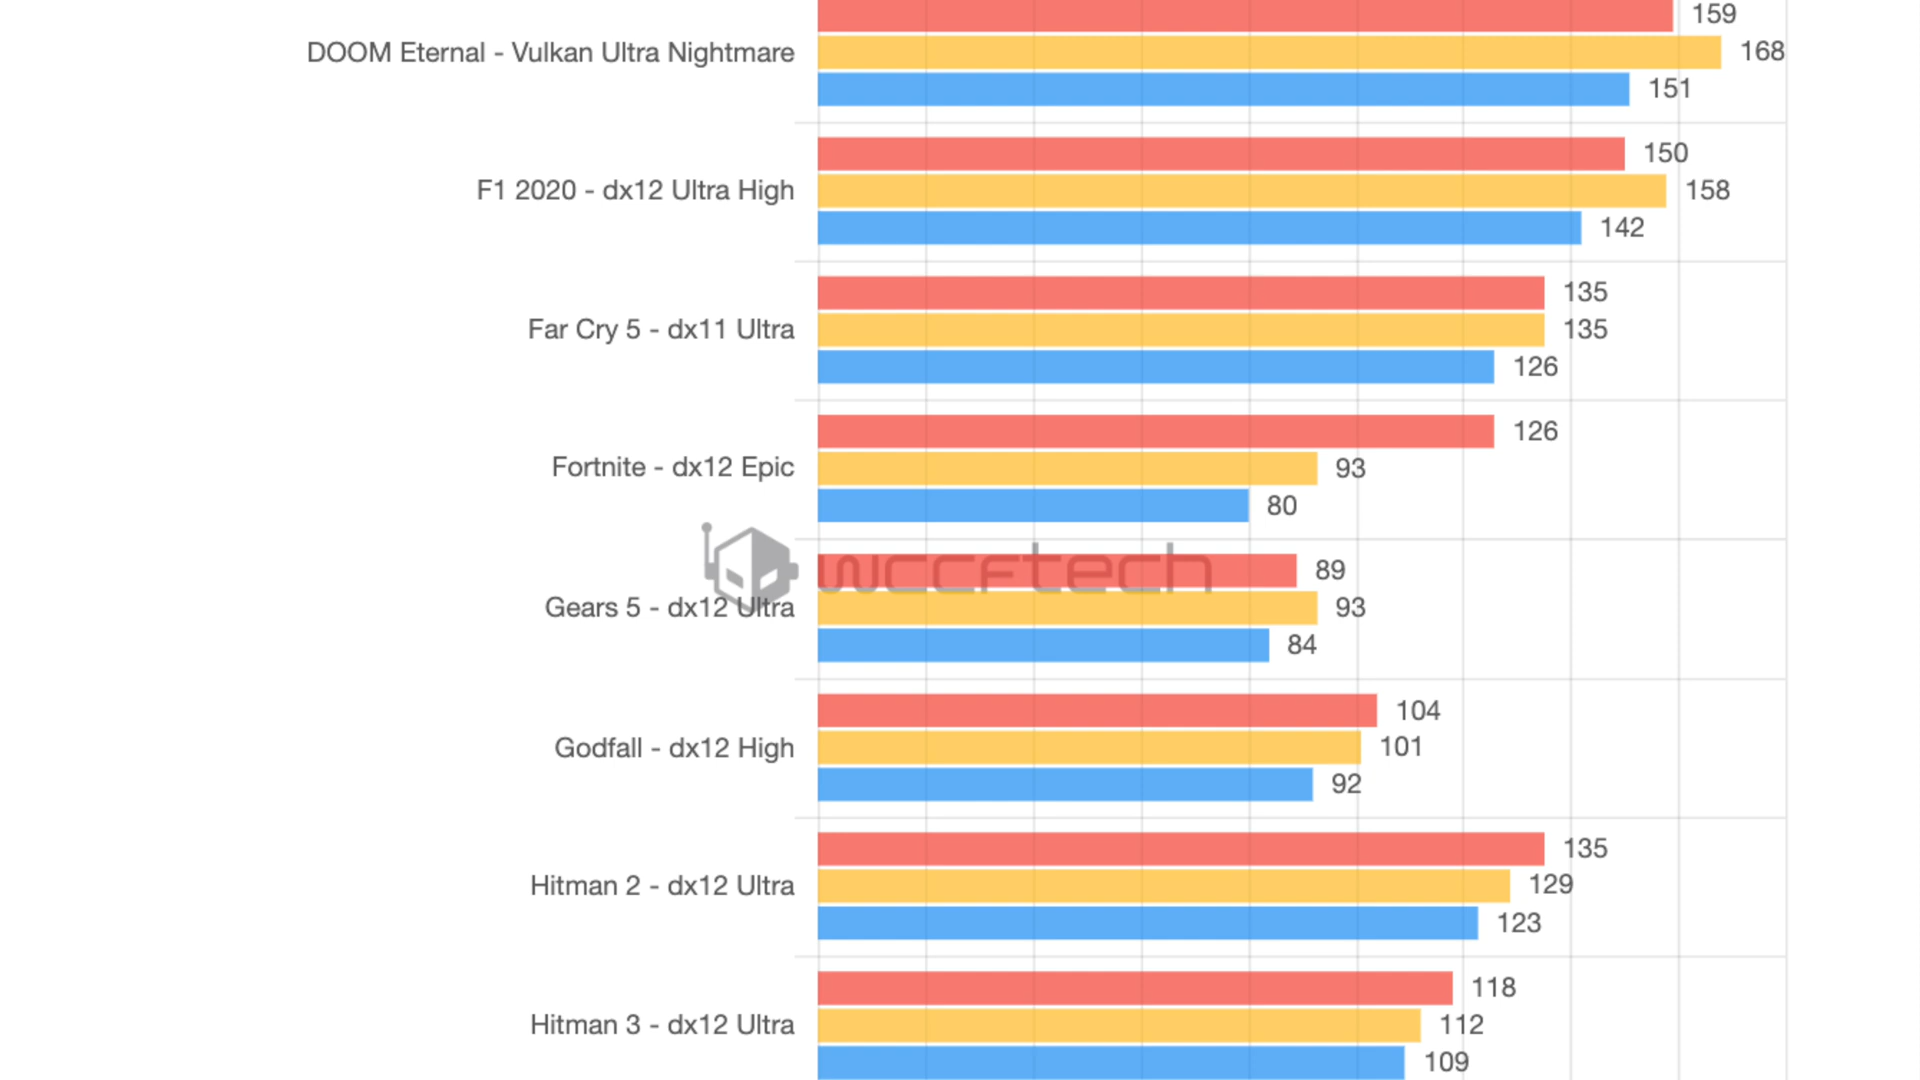 159
DOOM Eternal - Vulkan Ultra Nightmare
168
151
150
F1 2020 - dx12 Ultra High
158
142
135
Far Cry 5 - dx11 Ultra
135
126
126
Fortnite - dx12 Epic
93
80
wccftech
89
Gears 5 - dx12 Ultra
93
84
104
Godfall - dx12 High
101
92
135
Hitman 2 - dx12 Ultra
129
123
118
Hitman 3 - dx12 Ultra
112
109